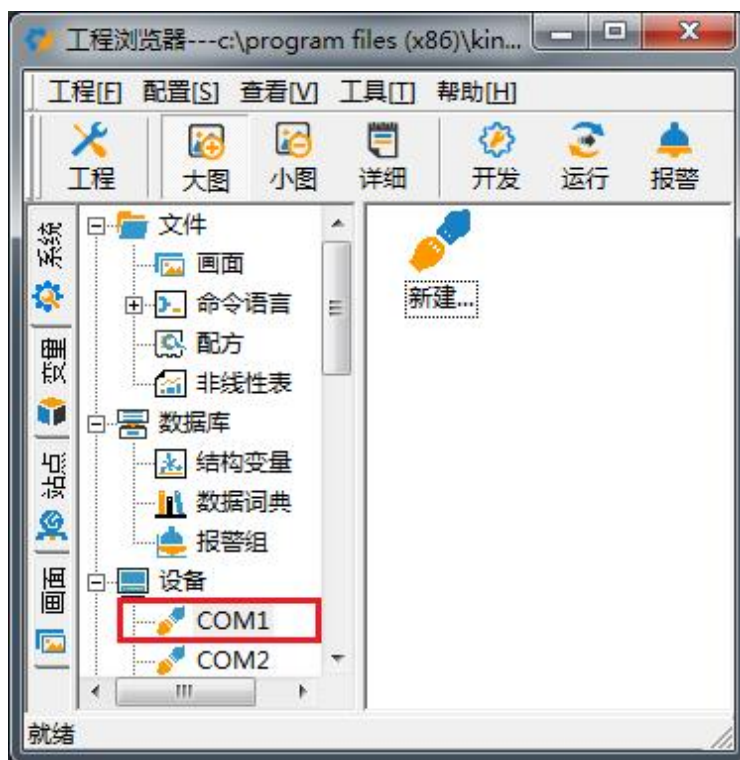 工程浏览器---c:\program files (x86)\kin...
工程[F] 配置[S] 查看[V] 工具[T] 帮助[H]
工程 大图 小图 详细 开发 运行 报警
系统
变量
站点
画面
文件
画面
命令语言
配方
非线性表
数据库
结构变量
数据词典
报警组
设备
COM1
COM2
新建...
就绪